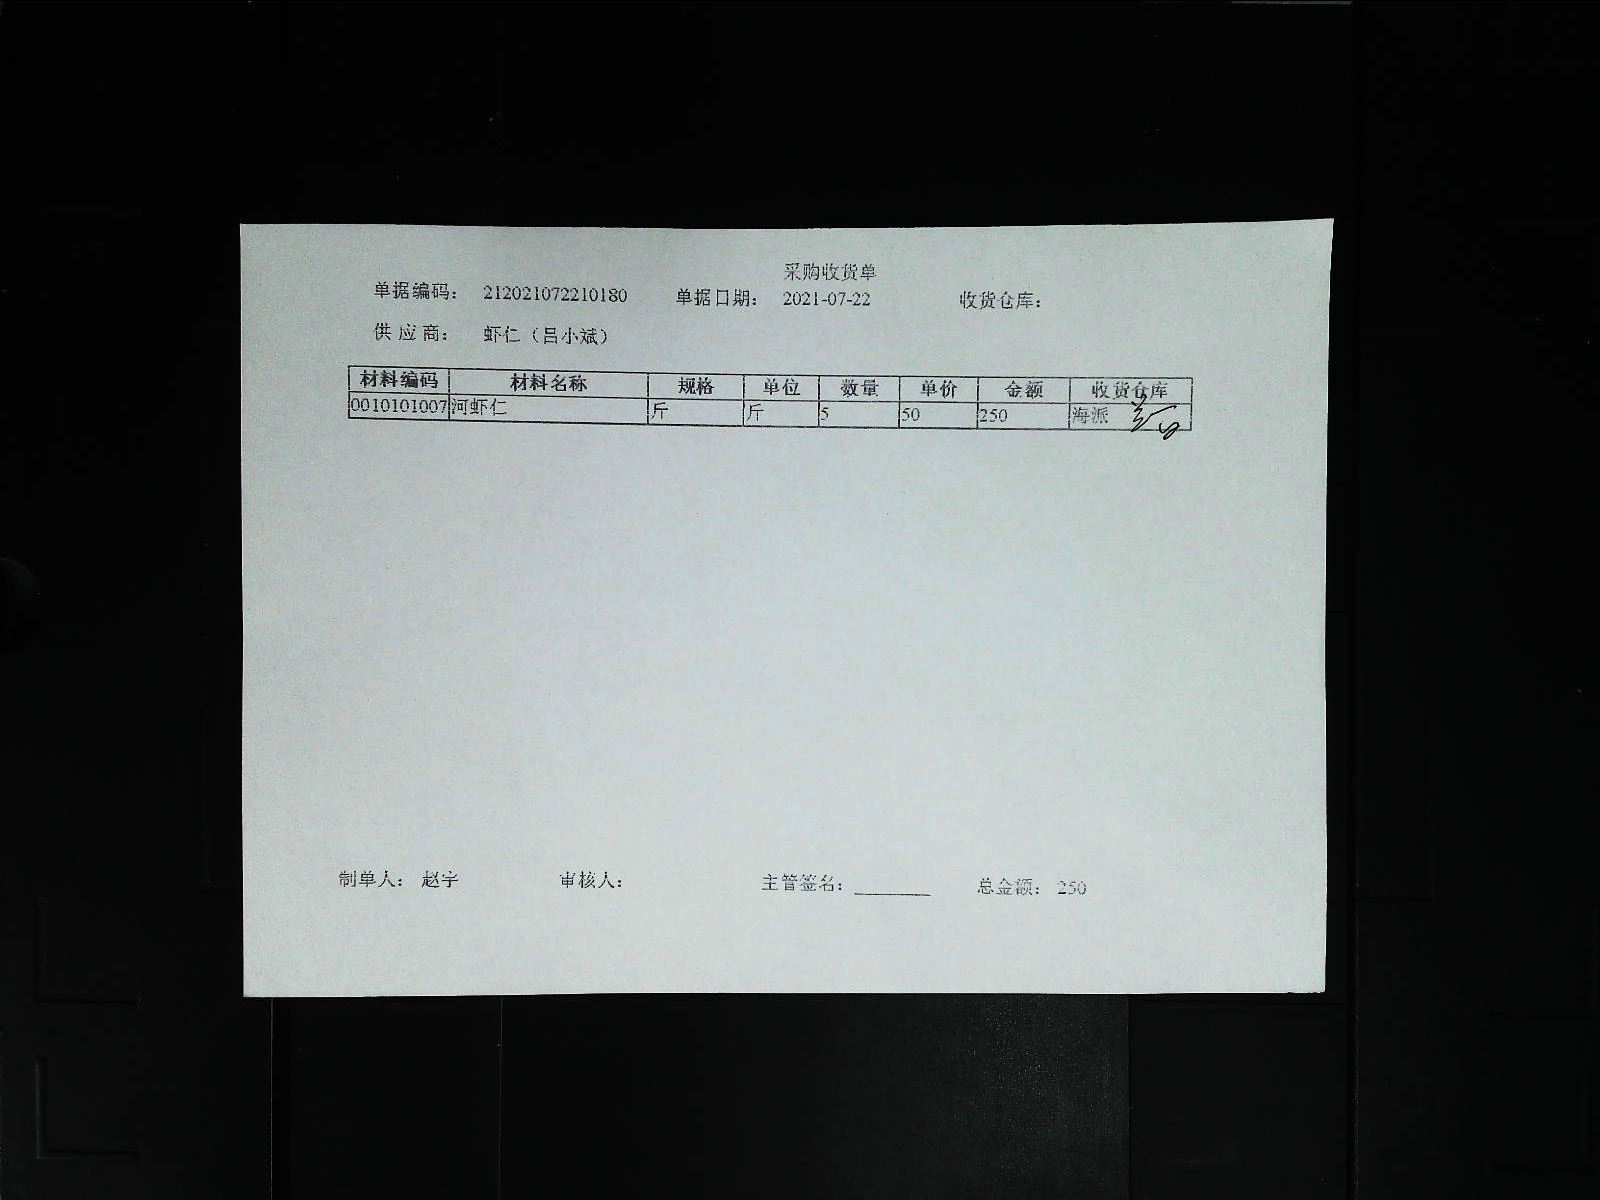 采购收货单
单据编码： 212021072210180 单据日期： 2021-07-22 收货仓库：
供 应 商： 虾仁（吕小斌）
材料编码 材料名称 规格 单位 数量 单价 金额 收货仓库
0010101007 河虾仁 斤 斤 5 50 250 海派
制单人： 赵宇 审核人： 主管签名： 总金额： 250